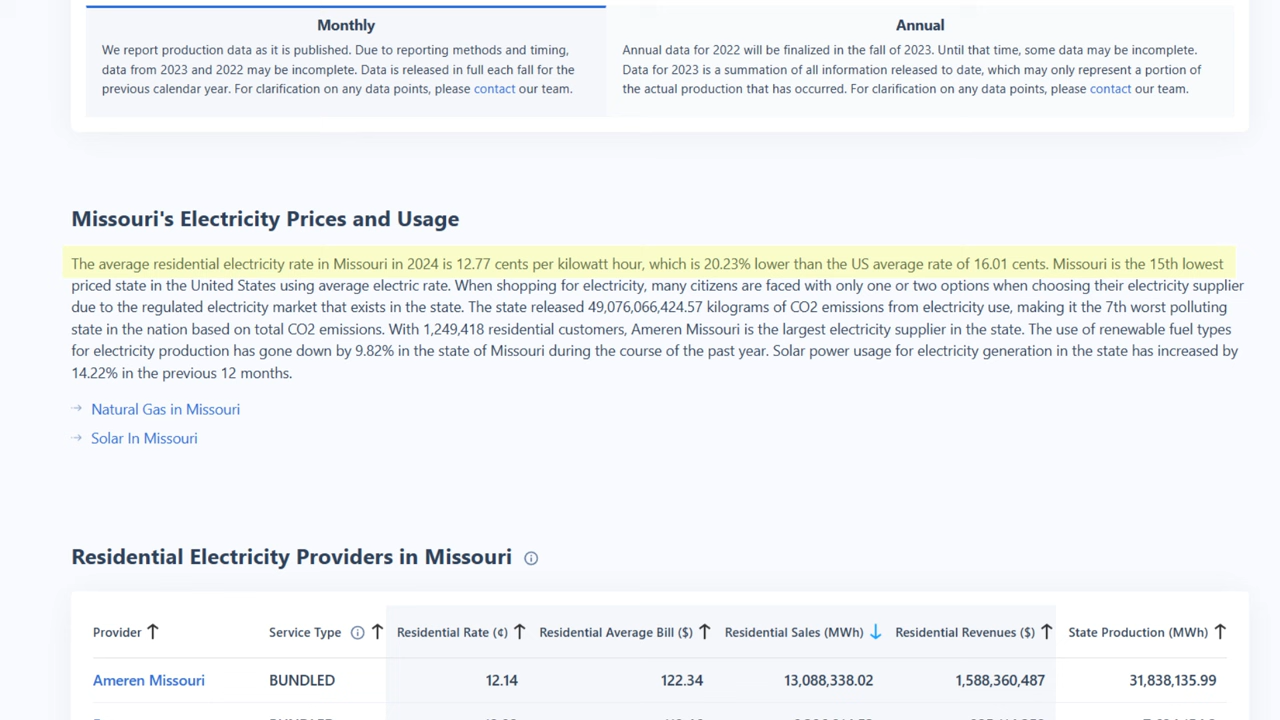 Monthly
We report production data as it is published. Due to reporting methods and timing,
data from 2023 and 2022 may be incomplete. Data is released in full each fall for the
previous calendar year. For clarification on any data points, please contact our team.
Annual
Annual data for 2022 will be finalized in the fall of 2023. Until that time, some data may be incomplete.
Data for 2023 is a summation of all information released to date, which may only represent a portion of
the actual production that has occurred. For clarification on any data points, please contact our team.
Missouri's Electricity Prices and Usage
The average residential electricity rate in Missouri in 2024 is 12.77 cents per kilowatt hour, which is 20.23% lower than the US average rate of 16.01 cents. Missouri is the 15th lowest
priced state in the United States using average electric rate. When shopping for electricity, many citizens are faced with only one or two options when choosing their electricity supplier
due to the regulated electricity market that exists in the state. The state released 49,076,066,424.57 kilograms of CO2 emissions from electricity use, making it the 7th worst polluting
state in the nation based on total CO2 emissions. With 1,249,418 residential customers, Ameren Missouri is the largest electricity supplier in the state. The use of renewable fuel types
for electricity production has gone down by 9.82% in the state of Missouri during the course of the past year. Solar power usage for electricity generation in the state has increased by
14.22% in the previous 12 months.
→ Natural Gas in Missouri
→ Solar In Missouri
Residential Electricity Providers in Missouri
Provider ↑ Service Type ↑ Residential Rate (¢) ↑ Residential Average Bill ($) ↑ Residential Sales (MWh) ↓ Residential Revenues ($) ↑ State Production (MWh) ↑
Ameren Missouri BUNDLED 12.14 122.34 13,088,338.02 1,588,360,487 31,838,135.99